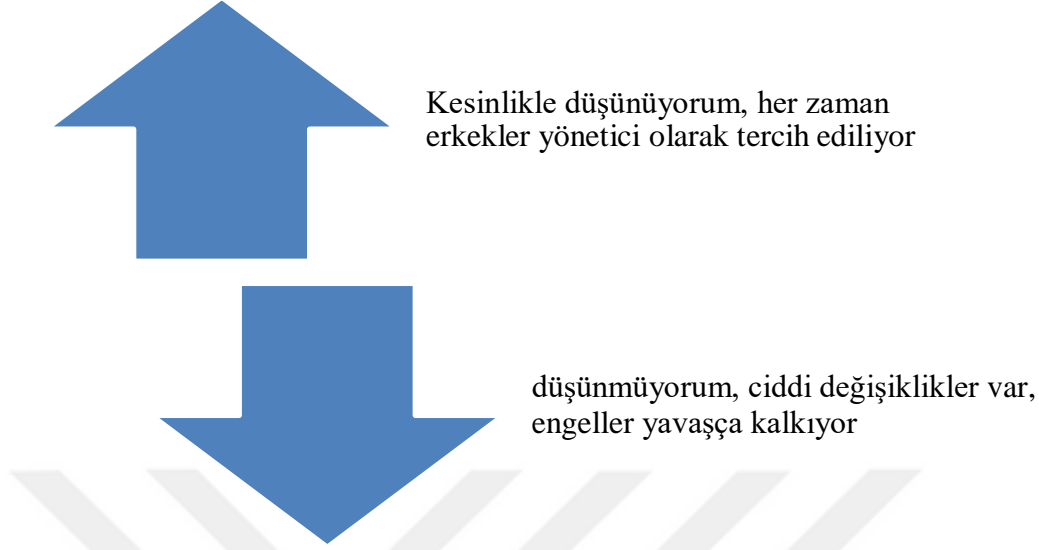 Kesinlikle düşünüyorum, her zaman
erkekler yönetici olarak tercih ediliyor
düşünmüyorum, ciddi değişiklikler var,
engeller yavaşça kalkıyor